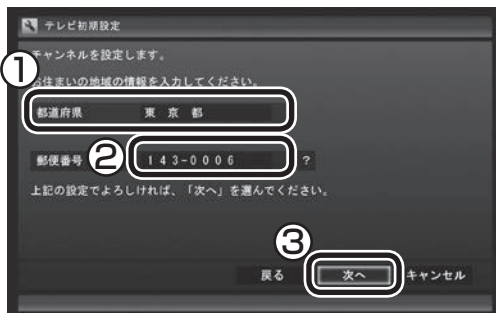 テレビ初期設定
チャンネルを設定します。
①
お住まいの地域の情報を入力してください。
都道府県 東京都
郵便番号 ② 143-0006 ?
上記の設定でよろしければ、「次へ」を選んでください。
③
戻る 次へ キャンセル